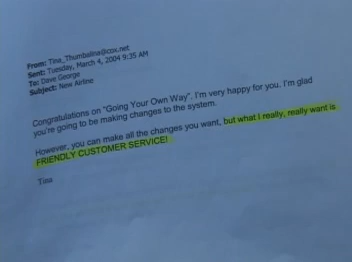 From: Tina_Thumbalina@cox.net
Sent: Tuesday, March 4, 2004 9:35 AM
To: Dave George
Subject: New Airline
Congratulations on "Going Your Own Way". I'm very happy for you. I'm glad
you're going to be making changes to the system.
However, you can make all the changes you want, but what I really, really want is
FRIENDLY CUSTOMER SERVICE!
Tina